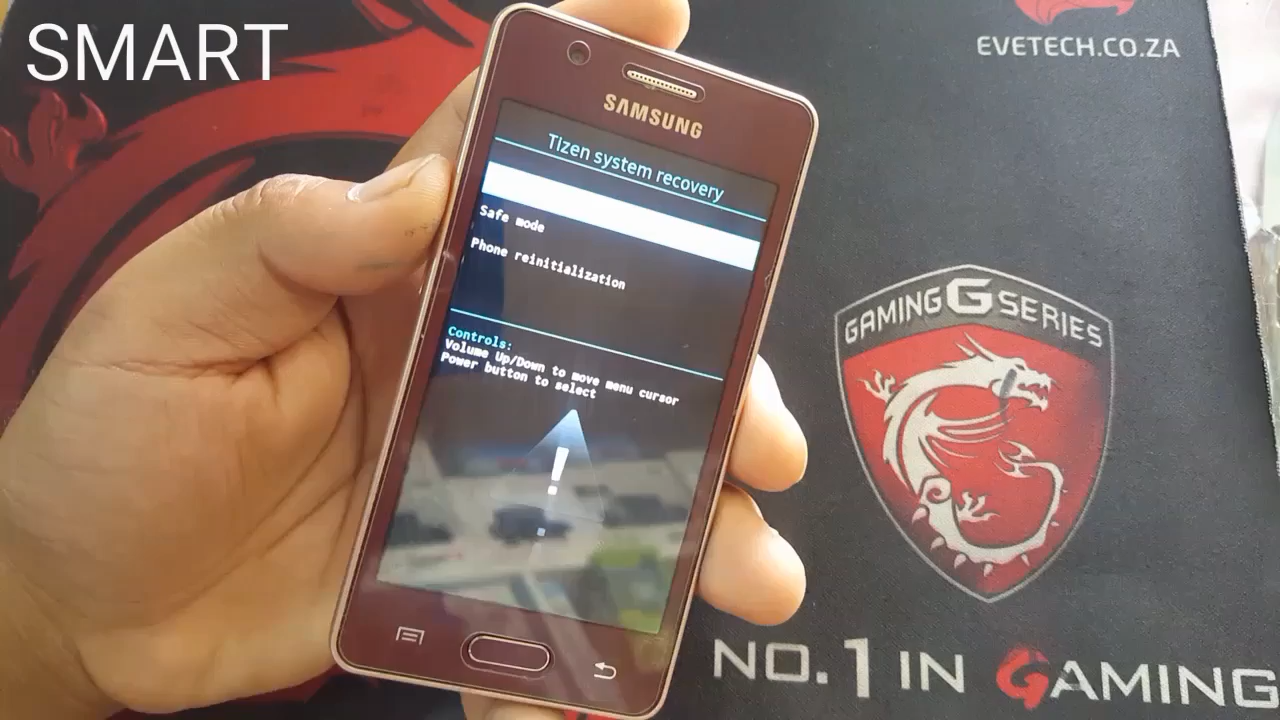 SMART
EVETECH.CO.ZA
SAMSUNG
TIzen system recovery
Safe mode
Phone reinitialization
Controls:
Volume Up/Down to move menu cursor
Power button to select
GAMING G SERIES
NO.1 IN GAMING